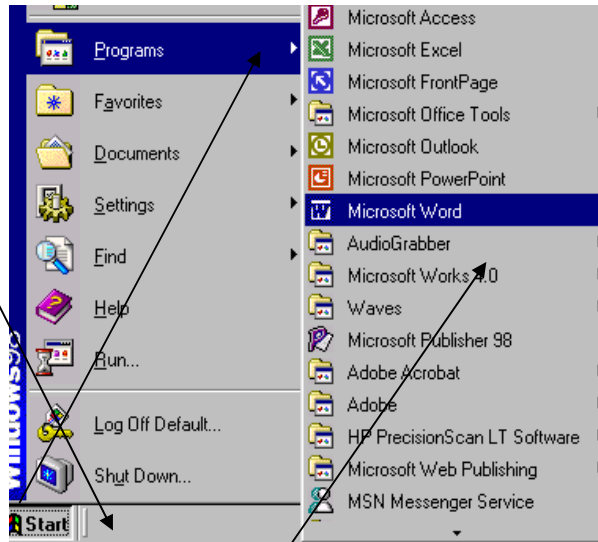 Programs
Favorites
Documents
Settings
Find
Help
Run...
Log Off Default...
Shut Down...
Start
Microsoft Access
Microsoft Excel
Microsoft FrontPage
Microsoft Office Tools
Microsoft Outlook
Microsoft PowerPoint
Microsoft Word
AudioGrabber
Microsoft Works 4.0
Waves
Microsoft Publisher 98
Adobe Acrobat
Adobe
HP PrecisionScan LT Software
Microsoft Web Publishing
MSN Messenger Service